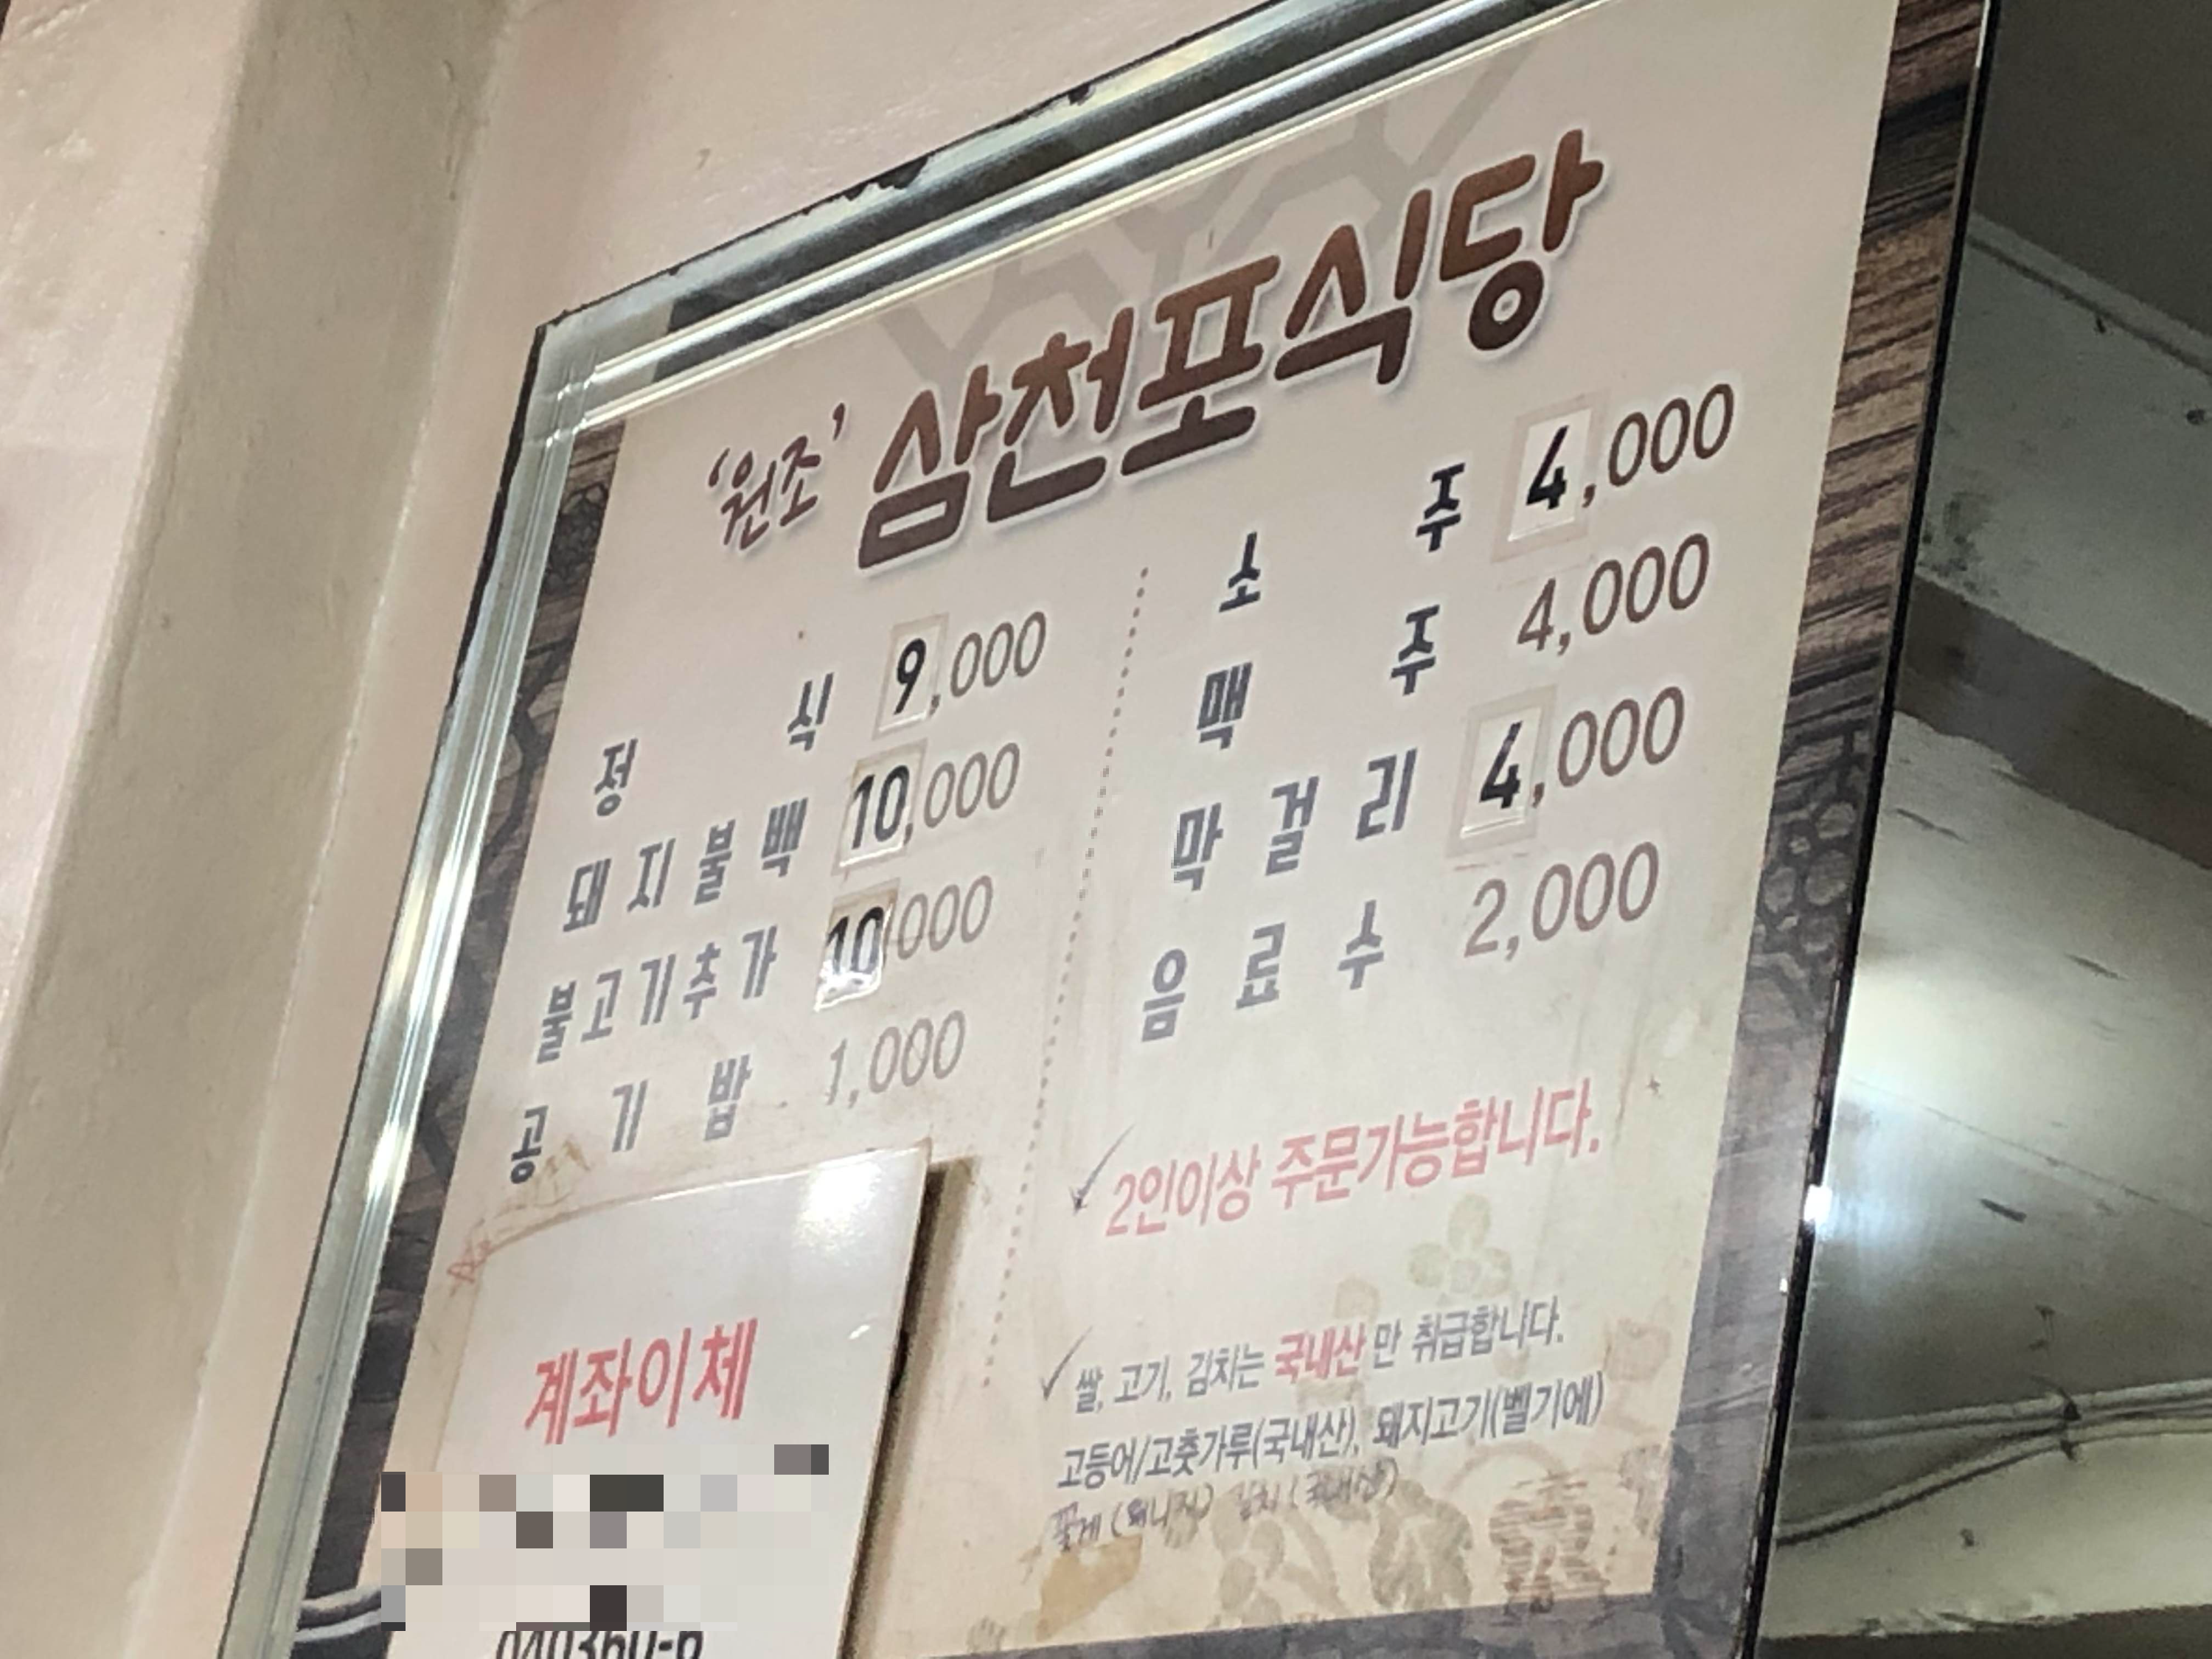 '원조' 삼천포식당
정 식 9,000
돼지불백 10,000
불고기추가 10,000
공 기 밥 1,000
소 주 4,000
맥 주 4,000
막 걸 리 4,000
음 료 수 2,000
2인이상 주문가능합니다.
쌀, 고기, 김치는 국내산 만 취급합니다.
고등어/고춧가루(국내산), 돼지고기(벨기에)
계좌이체